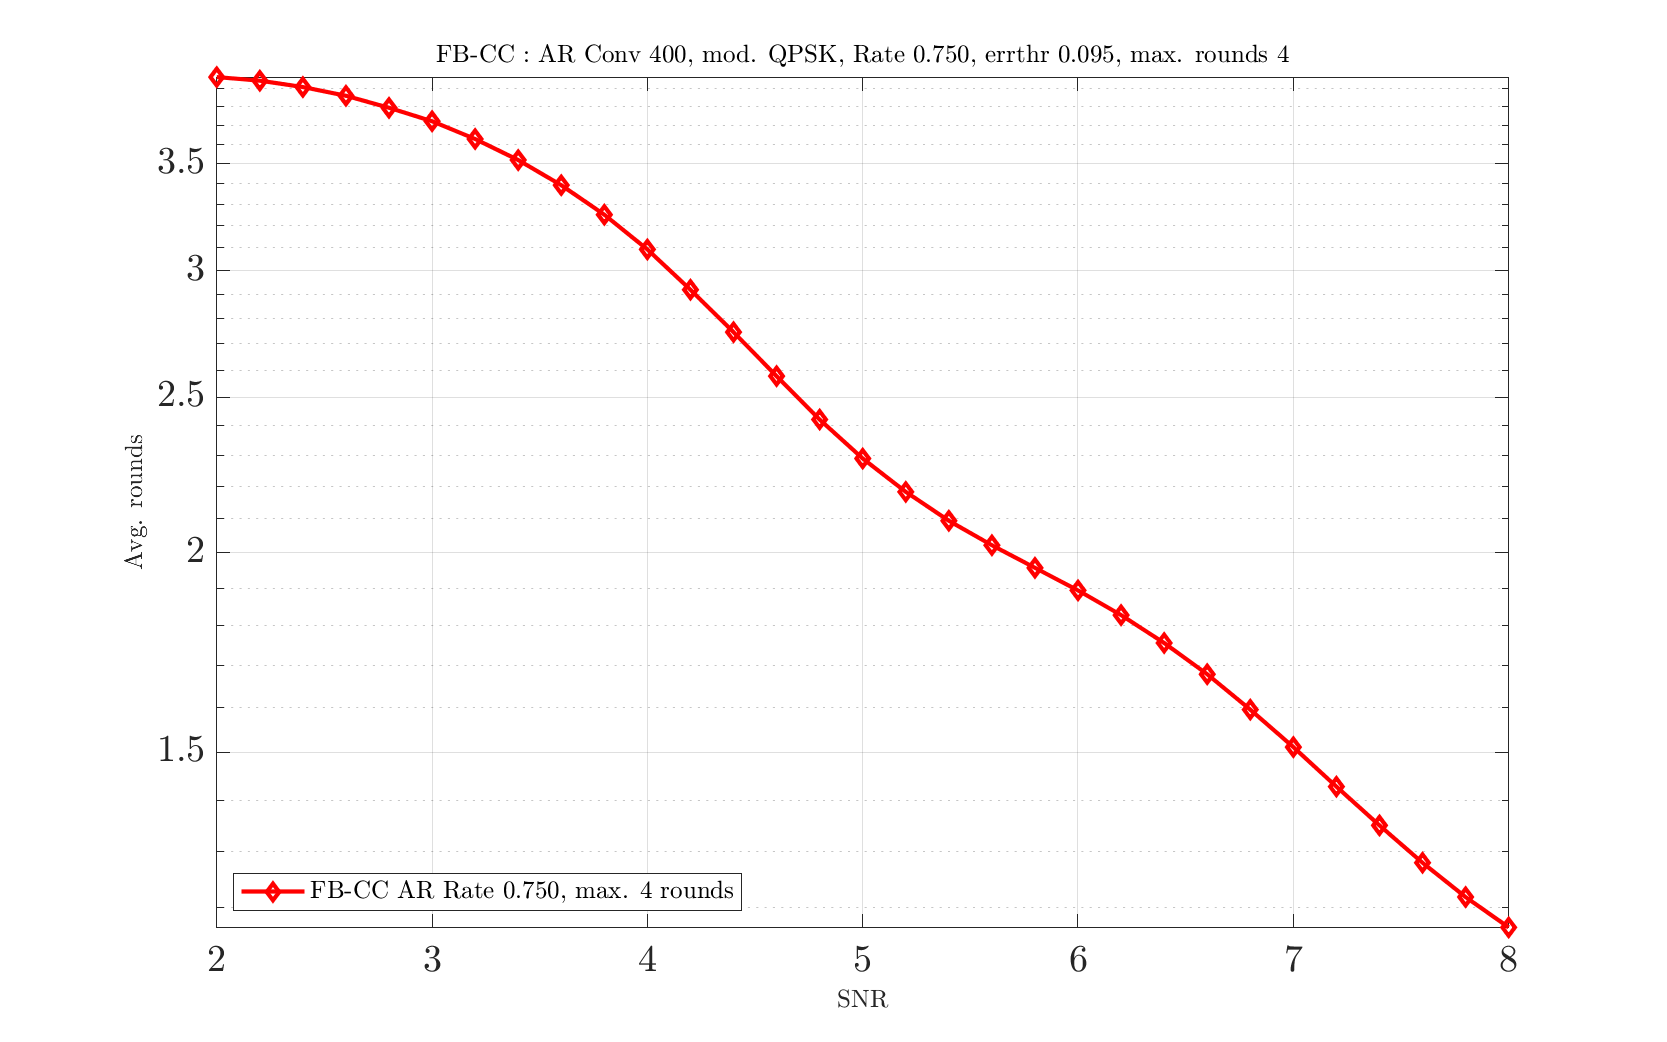 FB-CC : AR Conv 400, mod. QPSK, Rate 0.750, errthr 0.095, max. rounds 4
3.5
3
2.5
2
1.5
Avg. rounds
FB-CC AR Rate 0.750, max. 4 rounds
2 3 4 5 6 7 8
SNR